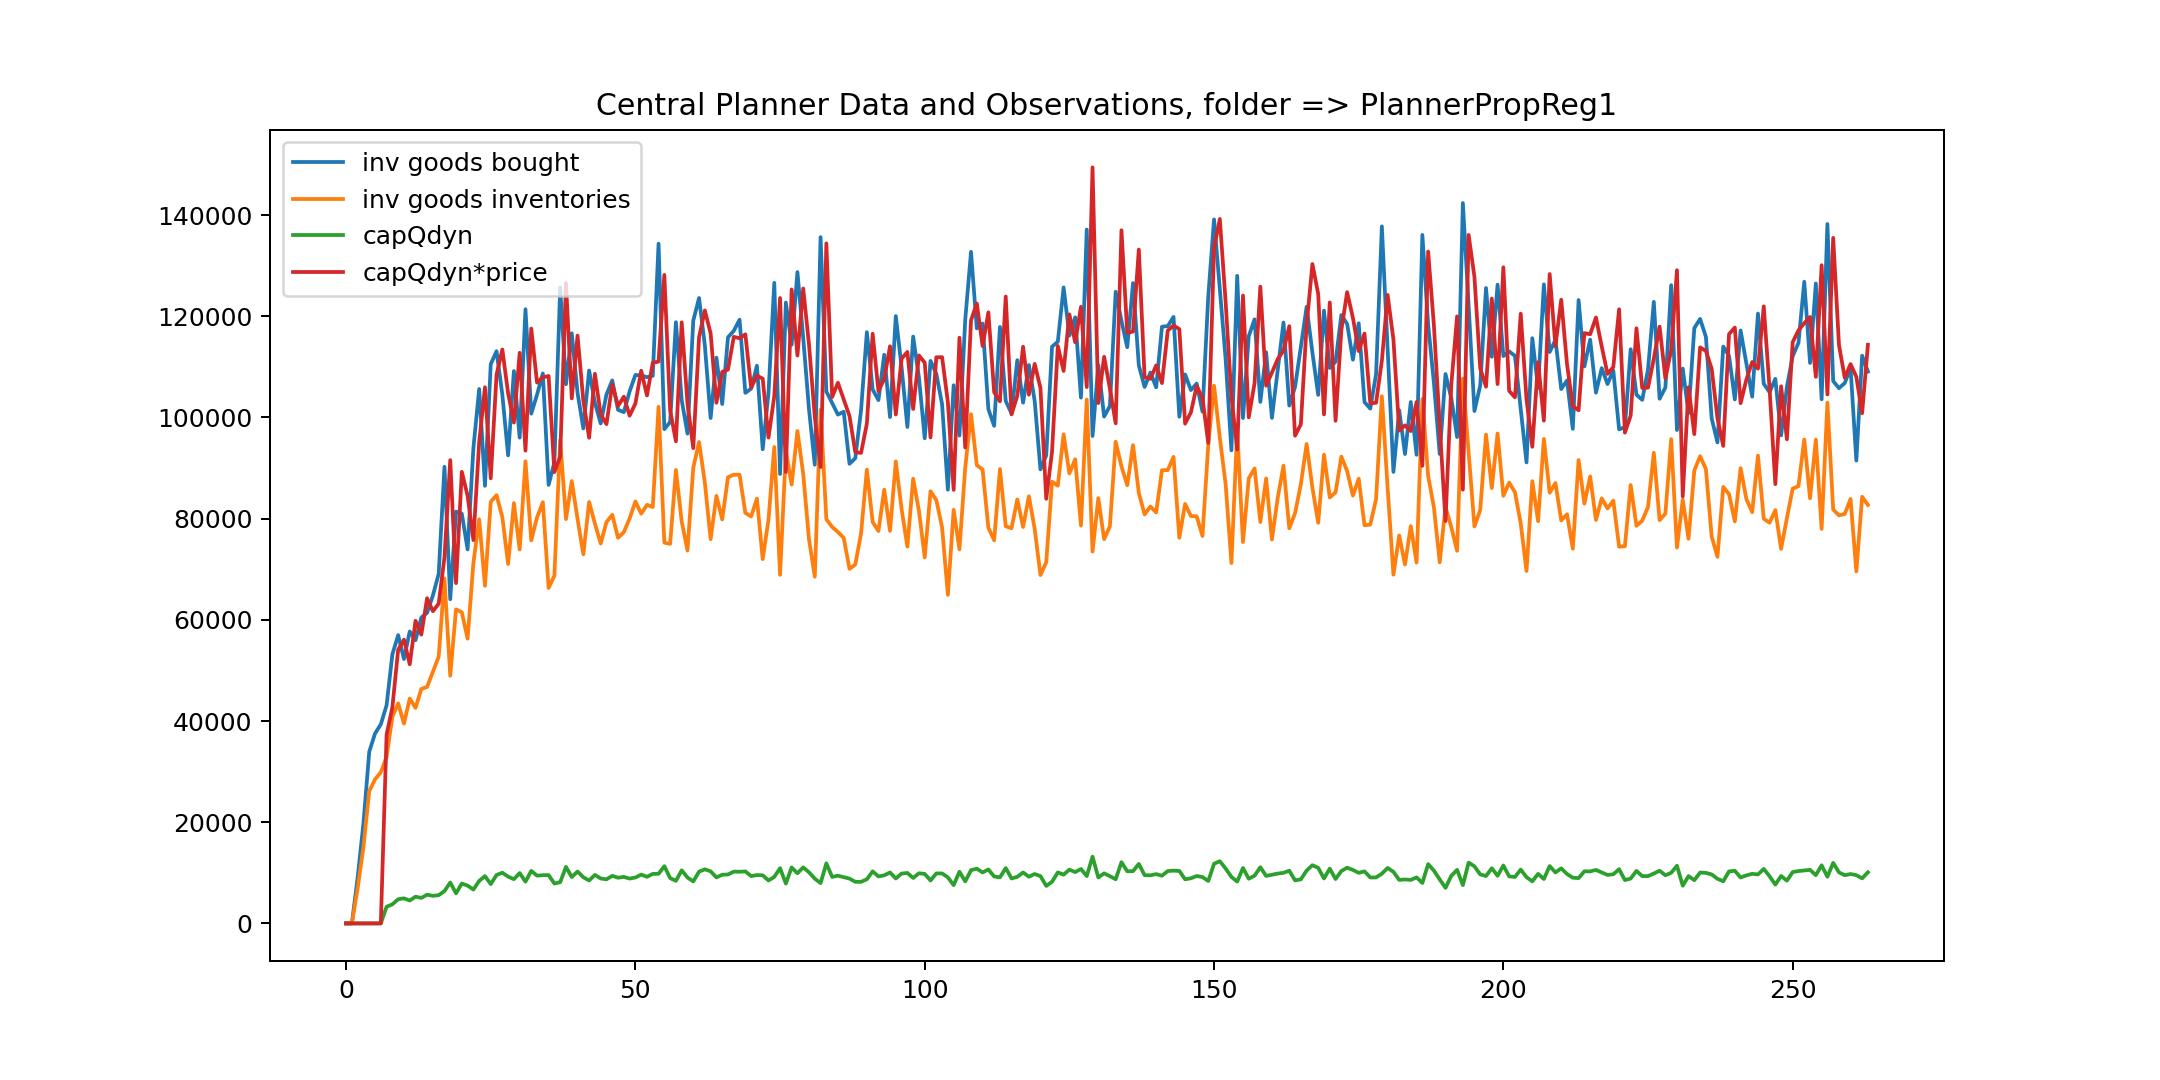 Central Planner Data and Observations, folder => PlannerPropReg1
inv goods bought
inv goods inventories
capQdyn
capQdyn*price
140000
120000
100000
80000
60000
40000
20000
0
0 50 100 150 200 250